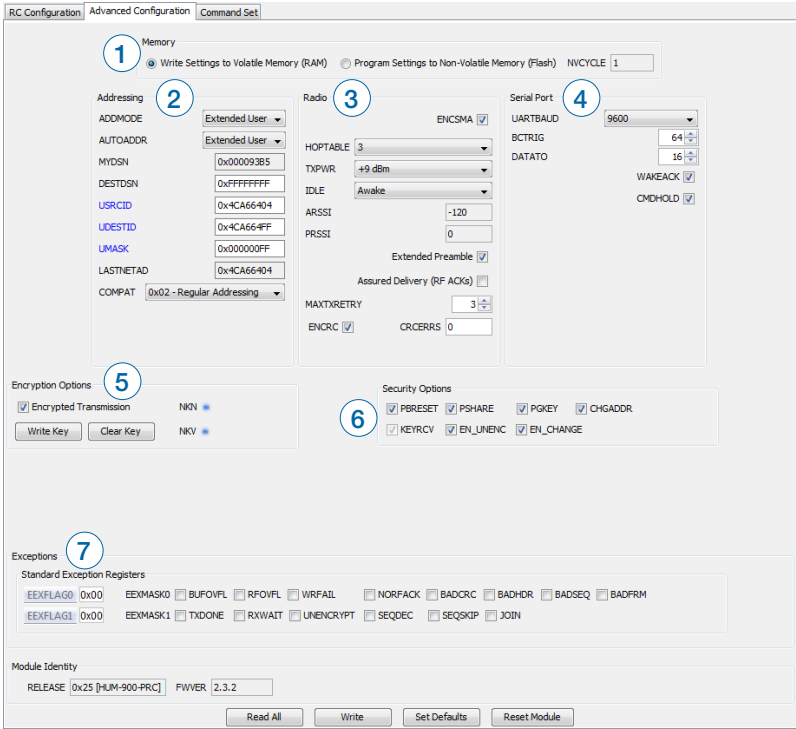 RC Configuration Advanced Configuration Command Set
1 Memory
Write Settings to Volatile Memory (RAM) Program Settings to Non-Volatile Memory (Flash) NVCYCLE 1
Addressing 2
ADDMODE Extended User
AUTOADDR Extended User
MYDSN 0x000093B5
DESTDSN 0xFFFFFFFF
USRCID 0x4CA66404
UDESTID 0x4CA664FF
UMASK 0x000000FF
LASTNETAD 0x4CA66404
COMPAT 0x02 - Regular Addressing
Radio 3
ENCSMA
HOPTABLE 3
TXPWR +9 dBm
IDLE Awake
ARSSI -120
PRSSI 0
Extended Preamble
Assured Delivery (RF ACKs)
MAXTXRETRY 3
ENCRC CRCERRS 0
Serial Port 4
UARTBAUD 9600
BCTRIG 64
DATATO 16
WAKEACK
CMDHOLD
Encryption Options 5
Encrypted Transmission NKN
Write Key Clear Key NKV
Security Options
6 PBRESET PSHARE PGKEY CHGADDR
KEYRCV EN_UNENC EN_CHANGE
Exceptions 7
Standard Exception Registers
EEXFLAG0 0x00 EEXMASK0 BUFOVFL RFOVFL WRFAIL NORFACK BADCRC BADHDR BADSEQ BADFRM
EEXFLAG1 0x00 EEXMASK1 TXDONE RXWAIT UNENCRYPT SEQDEC SEQSKIP JOIN
Module Identity
RELEASE 0x25 [HUM-900-PRC] FWVER 2.3.2
Read All Write Set Defaults Reset Module